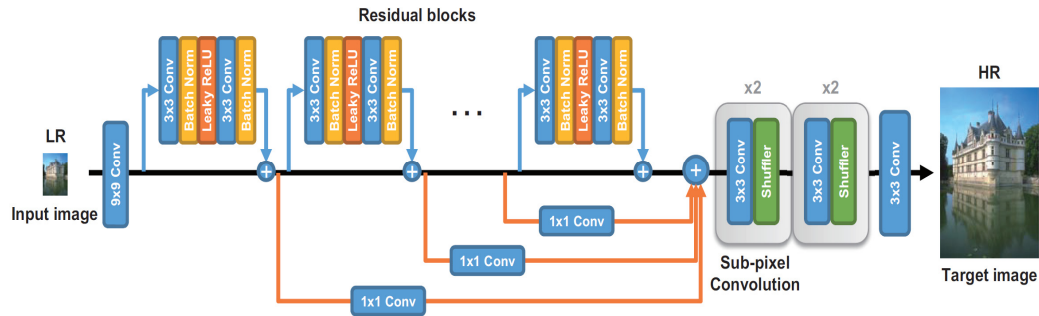 Residual blocks
3x3 Conv
Batch Norm
Leaky ReLU
3x3 Conv
Batch Norm
3x3 Conv
Batch Norm
Leaky ReLU
3x3 Conv
Batch Norm
...
3x3 Conv
Batch Norm
Leaky ReLU
3x3 Conv
Batch Norm
LR
Input image
9x9 Conv
+
+
+
+
1x1 Conv
1x1 Conv
1x1 Conv
x2
3x3 Conv
Shuffler
x2
3x3 Conv
Shuffler
Sub-pixel
Convolution
3x3 Conv
HR
Target image